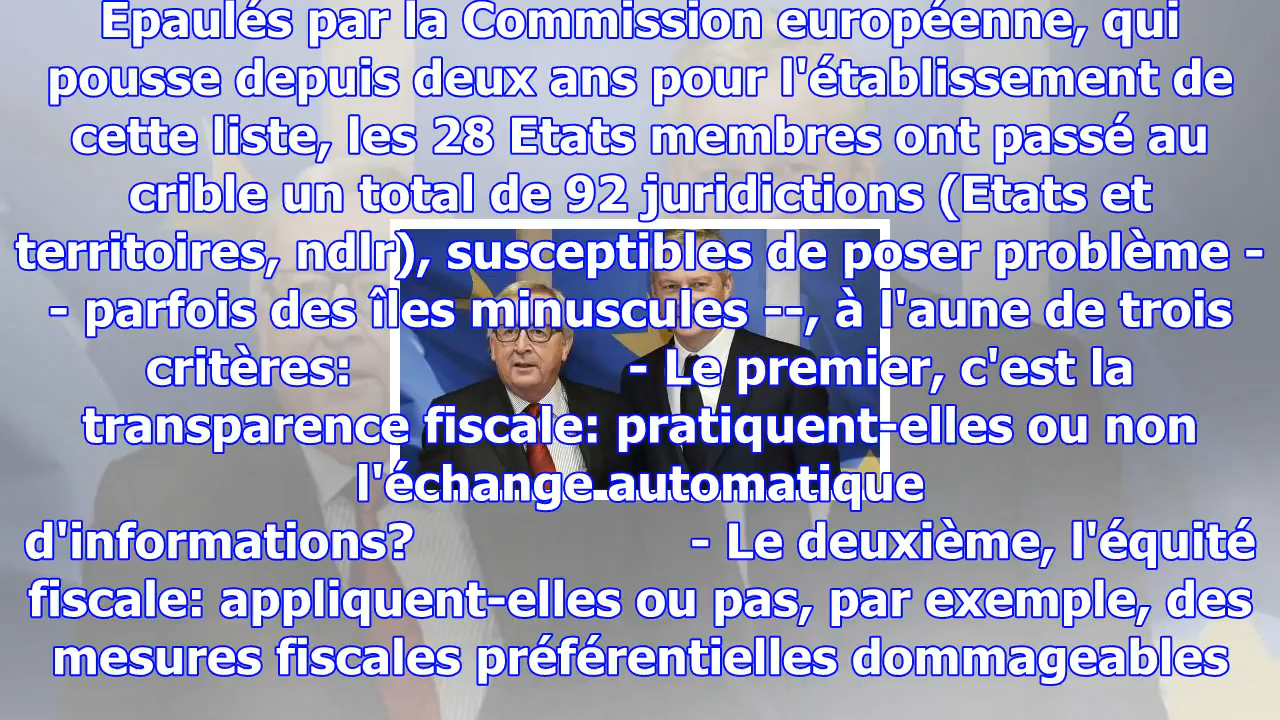 Epaulés par la Commission européenne, qui
pousse depuis deux ans pour l'établissement de
cette liste, les 28 Etats membres ont passé au
crible un total de 92 juridictions (Etats et
territoires, ndlr), susceptibles de poser problème -
- parfois des îles minuscules --, à l'aune de trois
critères: - Le premier, c'est la
transparence fiscale: pratiquent-elles ou non
l'échange automatique
d'informations? - Le deuxième, l'équité
fiscale: appliquent-elles ou pas, par exemple, des
mesures fiscales préférentielles dommageables